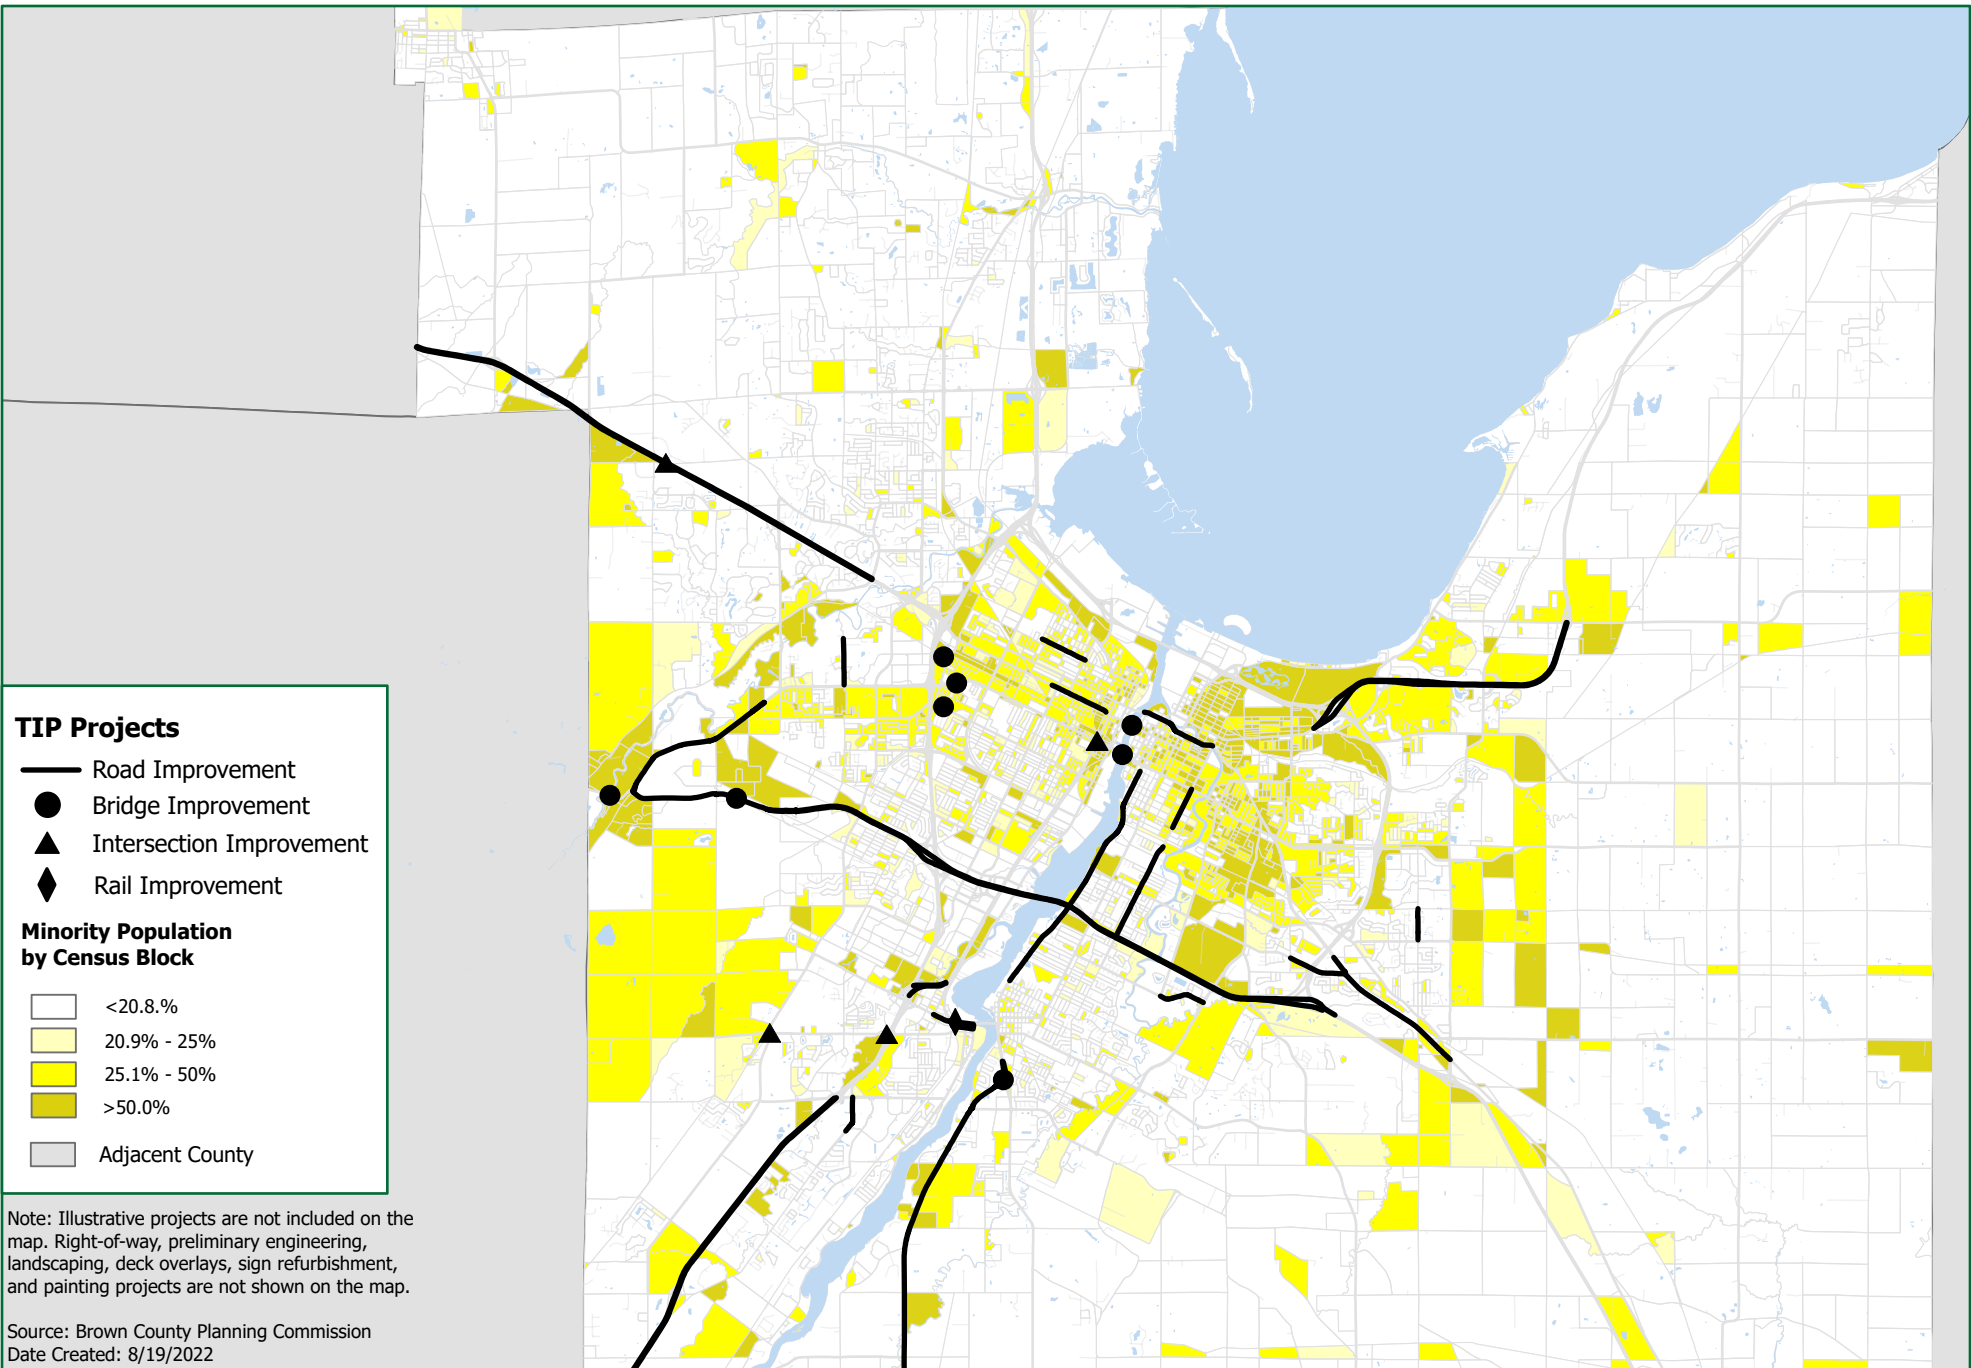 TIP Projects
Road Improvement
Bridge Improvement
Intersection Improvement
Rail Improvement
Minority Population
by Census Block
<20.8.%
20.9% - 25%
25.1% - 50%
>50.0%
Adjacent County
Note: Illustrative projects are not included on the
map. Right-of-way, preliminary engineering,
landscaping, deck overlays, sign refurbishment,
and painting projects are not shown on the map.
Source: Brown County Planning Commission
Date Created: 8/19/2022